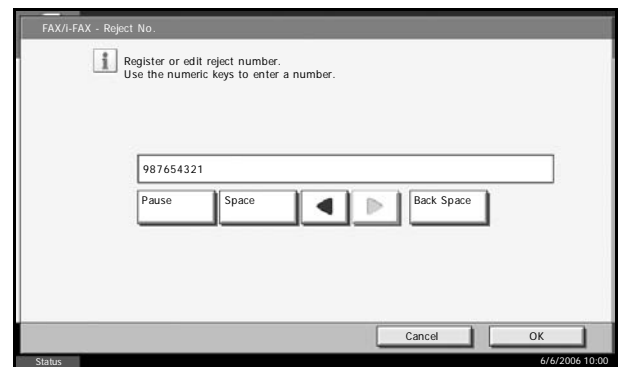 FAX/i-FAX - Reject No.
Register or edit reject number.
Use the numeric keys to enter a number.
987654321
Pause Space Back Space
Cancel OK
Status 6/6/2006 10:00